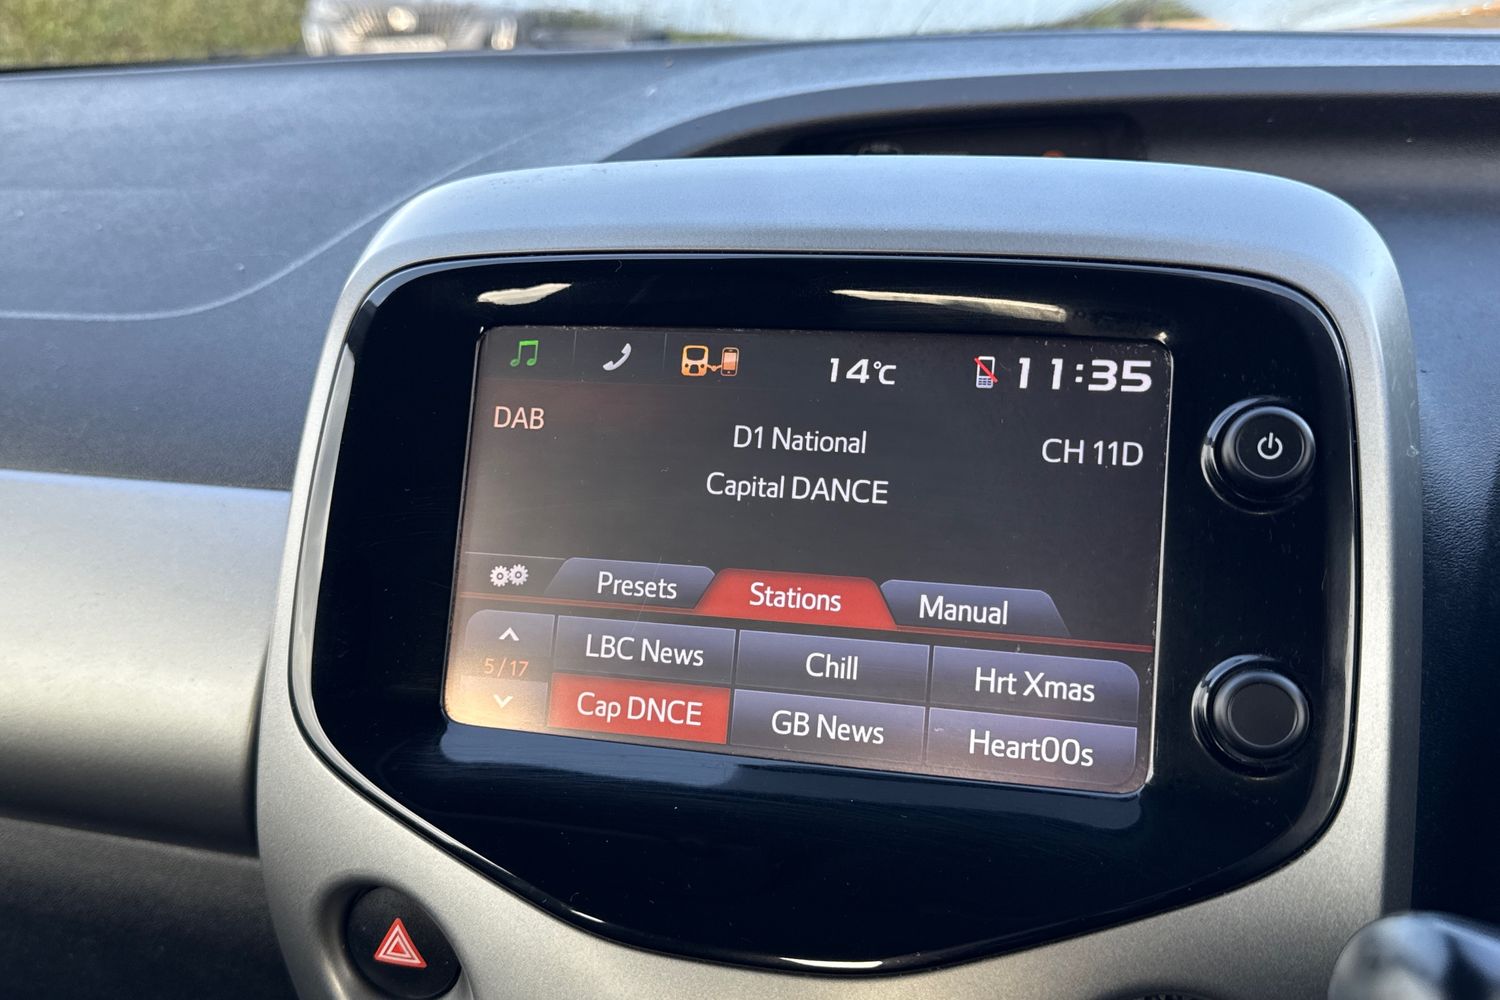 14°C
11:35
DAB
D1 National
CH 11D
Capital DANCE
Presets
Stations
Manual
5/17
LBC News
Chill
Hrt Xmas
Cap DNCE
GB News
Heart00s